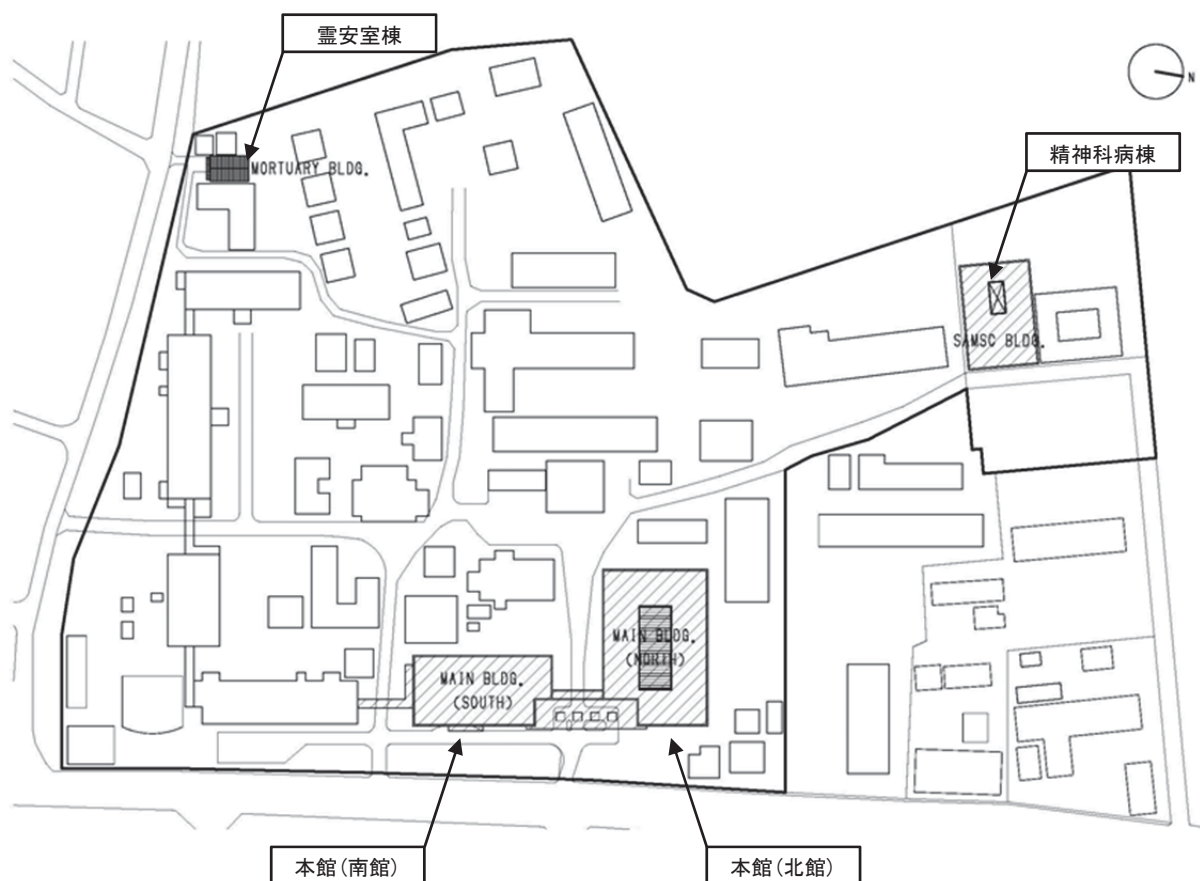 霊安室棟
N
精神科病棟
MORTUARY BLDG.
SAMSC BLDG.
MAIN BLDG.
(NORTH)
MAIN BLDG.
(SOUTH)
本館(南館)
本館(北館)